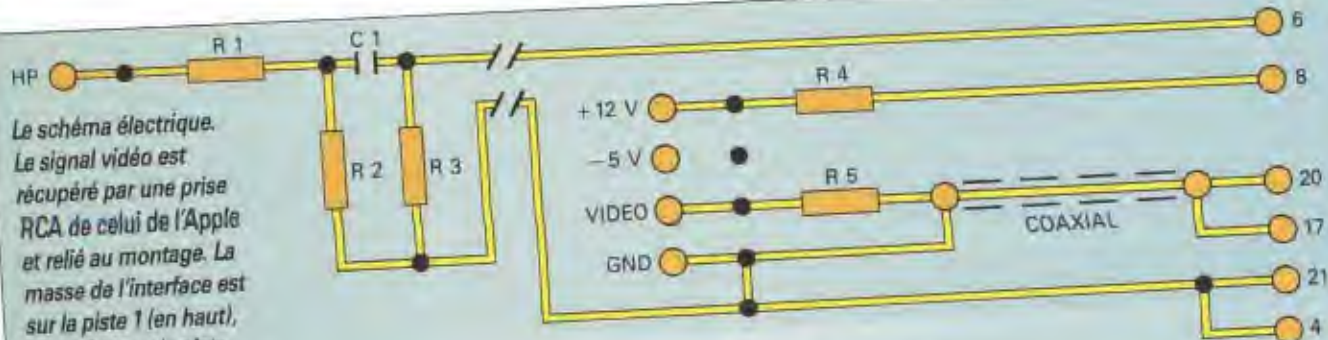 HP
R 1
C 1
R 2
R 3
6
+12 V
R 4
8
−5 V
VIDEO
R 5
COAXIAL
20
17
GND
21
4
Le schéma électrique.
Le signal vidéo est
récupéré par une prise
RCA de celui de l'Apple
et relié au montage. La
masse de l'interface est
sur la piste 1 (en haut),